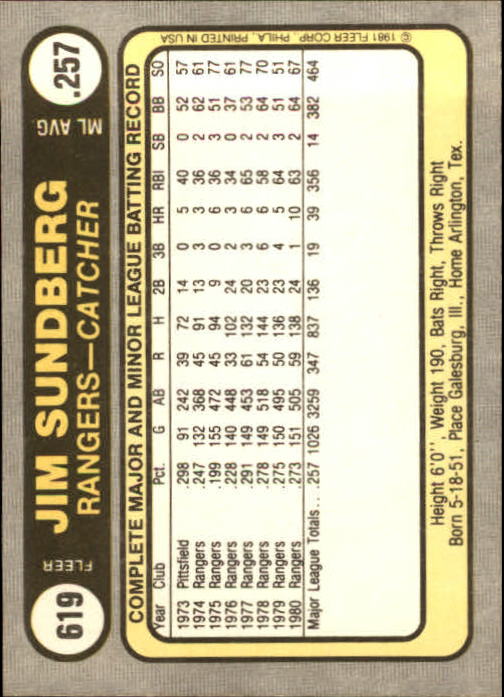 619
FLEER
JIM SUNDBERG
RANGERS—CATCHER
ML AVG.
.257
COMPLETE MAJOR AND MINOR LEAGUE BATTING RECORD
Year Club Pct. G AB R H 2B 3B HR RBI SB BB SO
1973 Pittsfield .298 91 242 39 72 14 0 5 40 0 52 57
1974 Rangers .247 132 368 45 91 13 3 3 36 2 62 61
1975 Rangers .199 155 472 45 94 9 0 6 36 3 51 77
1976 Rangers .228 140 448 33 102 24 2 3 34 0 37 61
1977 Rangers .291 149 453 61 132 20 3 6 65 2 53 77
1978 Rangers .278 149 518 54 144 23 6 6 58 2 64 70
1979 Rangers .275 150 495 50 136 23 4 5 64 3 51 51
1980 Rangers .273 151 505 59 138 24 1 10 63 2 64 67
Major League Totals . . .257 1026 3259 347 837 136 19 39 356 14 382 464
Height 6'0'', Weight 190, Bats Right, Throws Right
Born 5-18-51, Place Galesburg, Ill., Home Arlington, Tex.
© 1981 FLEER CORP., PHILA., PRINTED IN USA